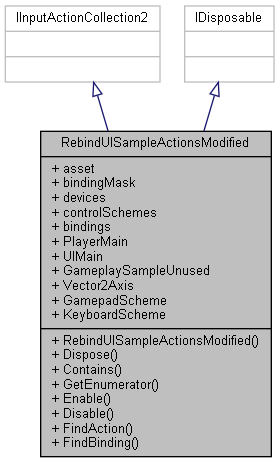 IInputActionCollection2
IDisposable
RebindUISampleActionsModified
+ asset
+ bindingMask
+ devices
+ controlSchemes
+ bindings
+ PlayerMain
+ UIMain
+ GameplaySampleUnused
+ Vector2Axis
+ GamepadScheme
+ KeyboardScheme
+ RebindUISampleActionsModified()
+ Dispose()
+ Contains()
+ GetEnumerator()
+ Enable()
+ Disable()
+ FindAction()
+ FindBinding()